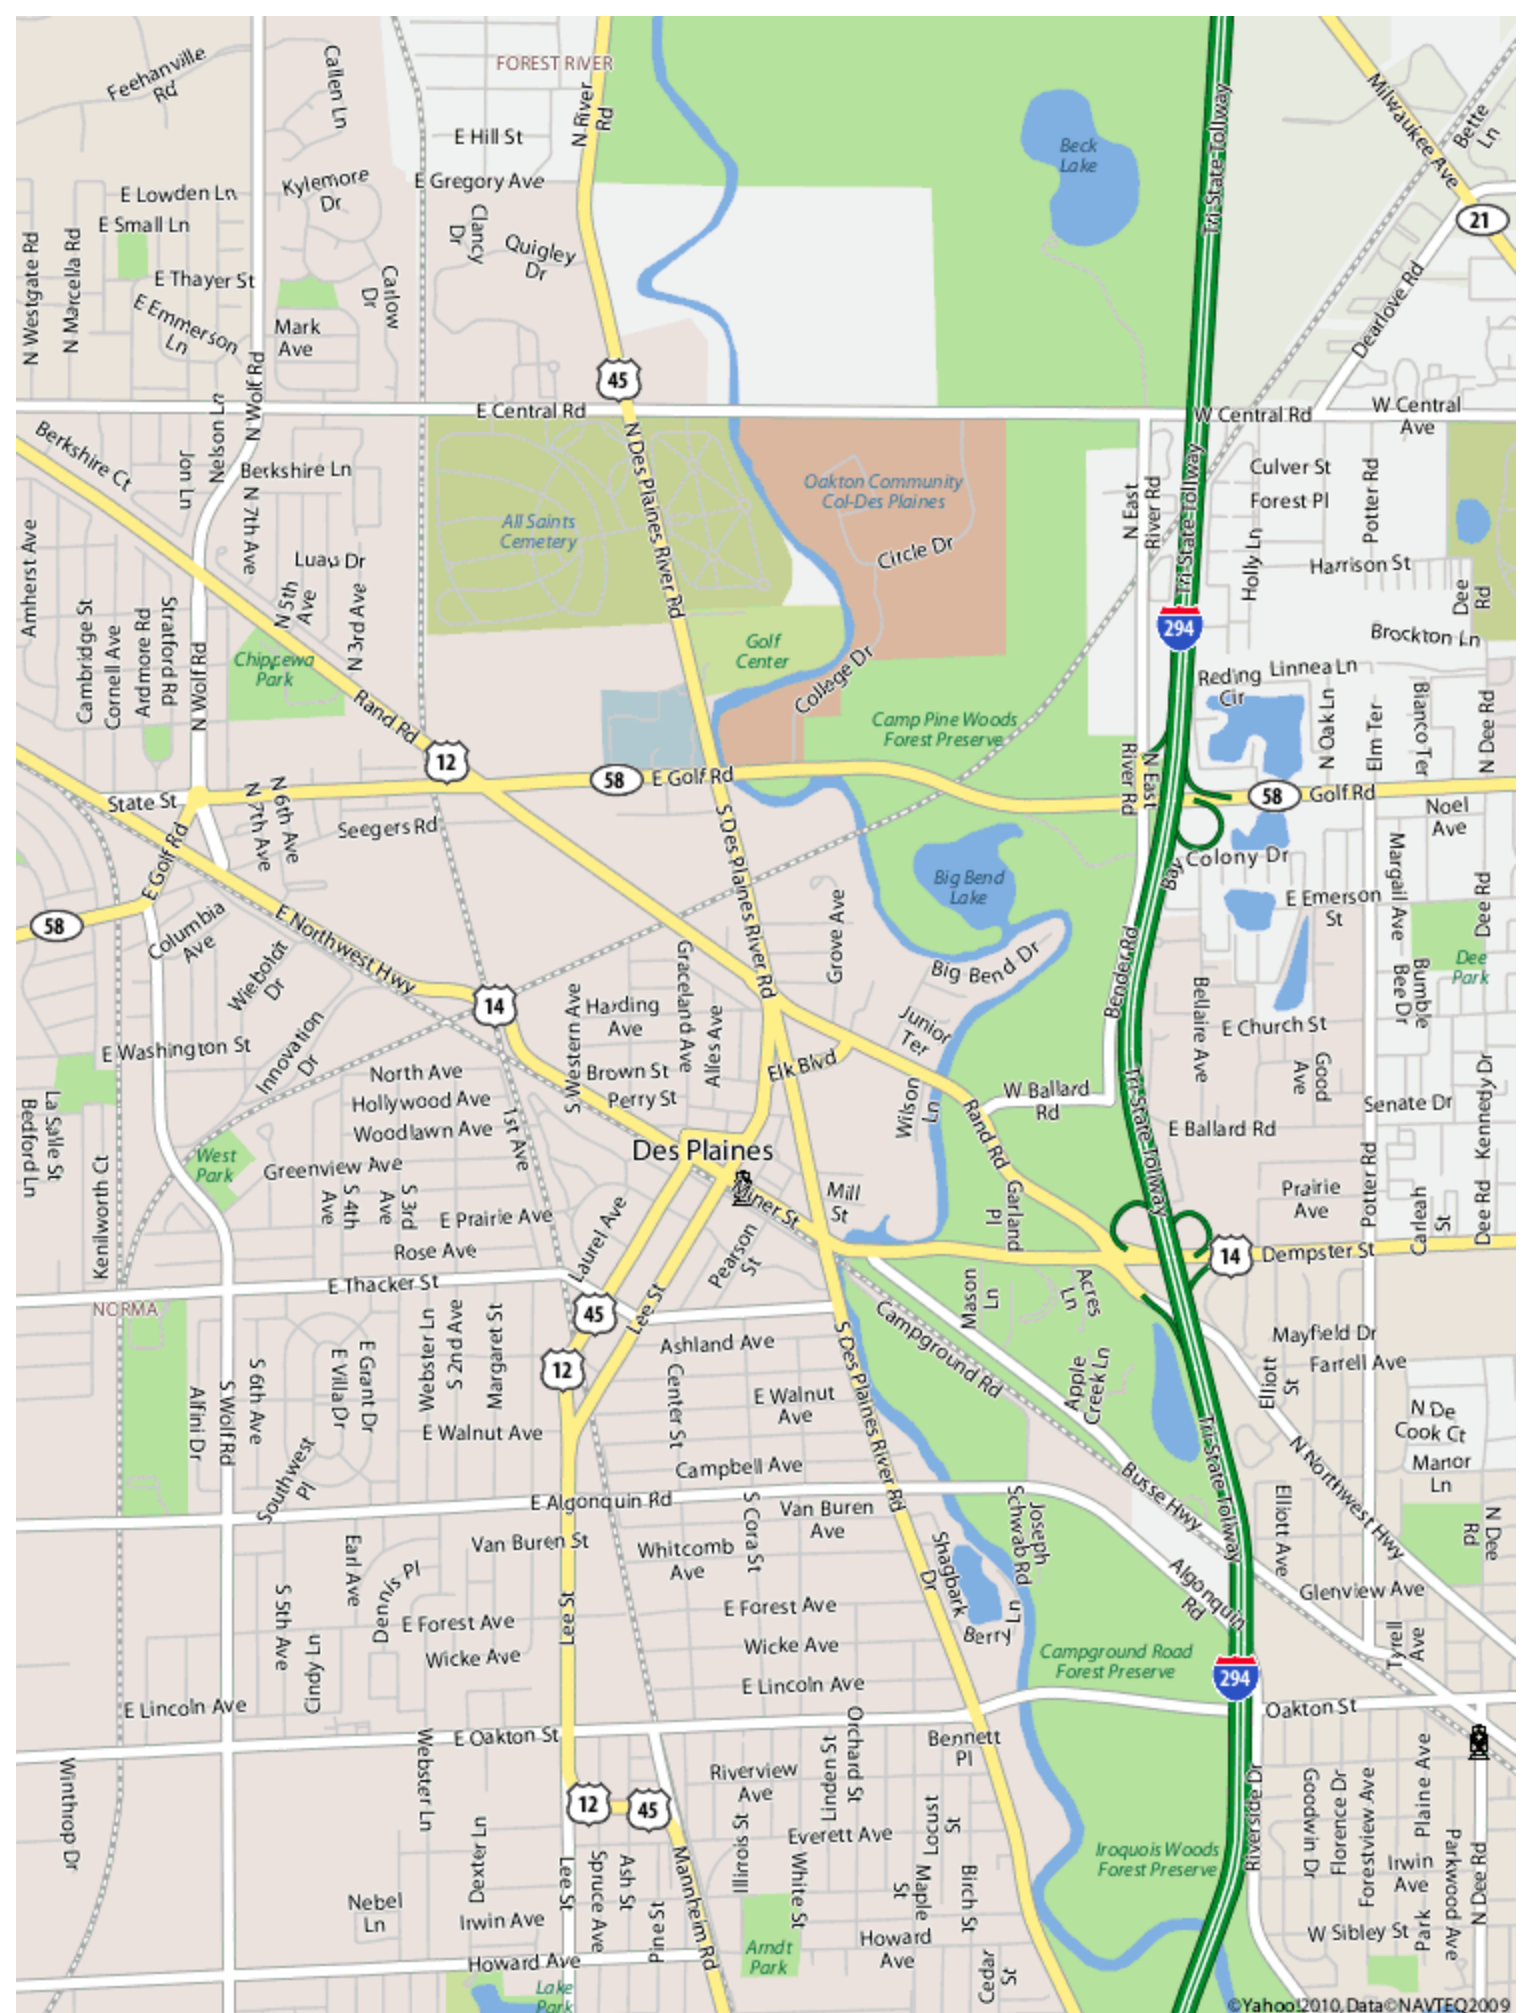 Feehanville
Rd
Callen Ln
FOREST RIVER
N River
Rd
Tri State Tollway
Milwaukee Ave
Bette
Ln
E Hill St
Beck
Lake
E Gregory Ave
E Lowden Ln
Kylemore
Dr
21
E Small Ln
Clancy
Dr
Quigley
Dr
N Westgate Rd
N Marcella Rd
E Thayer St
Carlow
Dr
E Emmerson
Ln
Mark
Ave
Dearlove Rd
45
N Wolf Rd
E Central Rd
W Central Rd
W Central
Ave
Nelson Ln
Berkshire Ct
Jon Ln
Berkshire Ln
N 7th Ave
N Des Plaines River Rd
Oakton Community
Col-Des Plaines
All Saints
Cemetery
Circle Dr
N East
River Rd
Tri State Tollway
Culver St
Forest Pl
Potter Rd
Harrison St
Holly Ln
Dee
Rd
Amherst Ave
Luau Dr
N 5th
Ave
N 3rd Ave
Cambridge St
Cornell Ave
Ardmore Rd
Stratford Rd
N Wolf Rd
Chippewa
Park
Golf
Center
College Dr
294
Brockton Ln
Reding
Cir
Linnea Ln
Rand Rd
Camp Pine Woods
Forest Preserve
N Oak Ln
Elm Ter
Bianco Ter
N Dee Rd
12
58
E Golf Rd
N East
River Rd
58
Golf Rd
State St
N 7th Ave
N 6th Ave
Seegers Rd
S Des Plaines River Rd
Noel
Ave
E Golf Rd
Bay Colony Dr
Margail Ave
Big Bend
Lake
E Emerson
St
Dee Rd
58
Columbia
Ave
E Northwest Hwy
Grove Ave
Dee
Park
Wieboldt
Dr
Graceland Ave
Big Bend Dr
Bender Rd
Bumble
Bee Dr
14
S Western Ave
Harding
Ave
Alles Ave
Junior
Ter
Bellaire Ave
E Church St
Innovation
Dr
E Washington St
North Ave
Brown St
Elk Blvd
Good
Ave
Hollywood Ave
Perry St
Wilson
Ln
W Ballard
Rd
Senate Dr
Kennedy Dr
La Salle St
Bedford Ln
1st Ave
Woodlawn Ave
Rand Rd
Tri State Tollway
E Ballard Rd
Des Plaines
West
Park
Greenview Ave
Kenilworth Ct
Miner St
Mill
St
Garland
Pl
Prairie
Ave
Potter Rd
Carleah
St
Dee Rd
S 4th
Ave
S 3rd
Ave
E Prairie Ave
Laurel Ave
Pearson
St
Rose Ave
14
Dempster St
E Thacker St
Lee St
Mason
Ln
Acres
Ln
NORMA
45
Ashland Ave
Campground Rd
Mayfield Dr
Webster Ln
S 2nd Ave
Margaret St
S Des Plaines River Rd
Farrell Ave
E Grant Dr
E Villa Dr
12
Center St
E Walnut
Ave
Apple
Creek Ln
Elliott
St
S 6th Ave
S Wolf Rd
Alfini Dr
N De
Cook Ct
E Walnut Ave
Tri State Tollway
N Northwest Hwy
Campbell Ave
Manor
Ln
Southwest
Pl
Busse Hwy
E Algonquin Rd
S Cora St
Van Buren
Ave
Joseph
Schwab Rd
Elliott Ave
N Dee
Rd
Van Buren St
Earl Ave
Whitcomb
Ave
Shagbark
Dr
Algonquin
Rd
Dennis Pl
S 5th Ave
Glenview Ave
E Forest Ave
Lee St
E Forest Ave
Berry Ln
Wicke Ave
Wicke Ave
Cindy Ln
Campground Road
Forest Preserve
Tyrell
Ave
294
E Lincoln Ave
E Lincoln Ave
Oakton St
E Oakton St
Orchard St
Bennett
Pl
Webster Ln
Riverview
Ave
Linden St
Winthrop Dr
12
45
Locust
St
Riverside Dr
Goodwin Dr
Florence Dr
Forestview Ave
Plaine Ave
Everett Ave
Illinois St
Iroquois Woods
Forest Preserve
Dexter Ln
Lee St
Spruce Ave
Ash St
Mannheim Rd
White St
Maple
St
Birch St
Irwin
Ave
Park
Parkwood Ave
N Dee Rd
Nebel
Ln
Irwin Ave
Pine St
Howard
Ave
W Sibley St
Arndt
Park
Howard Ave
Cedar
St
Lake
Park
©Yahoo!2010, Data©NAVTEQ2009